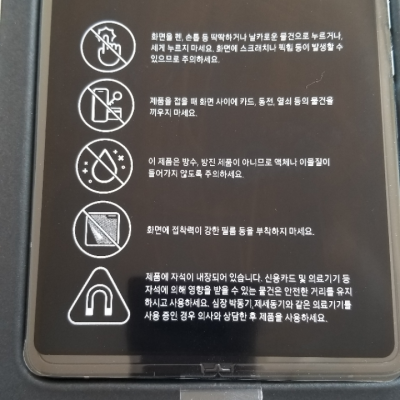 화면을 펜, 손톱 등 딱딱하거나 날카로운 물건으로 누르거나,
세게 누르지 마세요. 화면에 스크래치나 찍힘 등이 발생할 수
있으므로 주의하세요.
제품을 접을 때 화면 사이에 카드, 동전, 열쇠 등의 물건을
끼우지 마세요.
이 제품은 방수, 방진 제품이 아니므로 액체나 이물질이
들어가지 않도록 주의하세요.
화면에 접착력이 강한 필름 등을 부착하지 마세요.
제품에 자석이 내장되어 있습니다. 신용카드 및 의료기기 등
자석에 의해 영향을 받을 수 있는 물건은 안전한 거리를 유지
하시고 사용하세요. 심장 박동기,제세동기와 같은 의료기기를
사용 중인 경우 의사와 상담한 후 제품을 사용하세요.